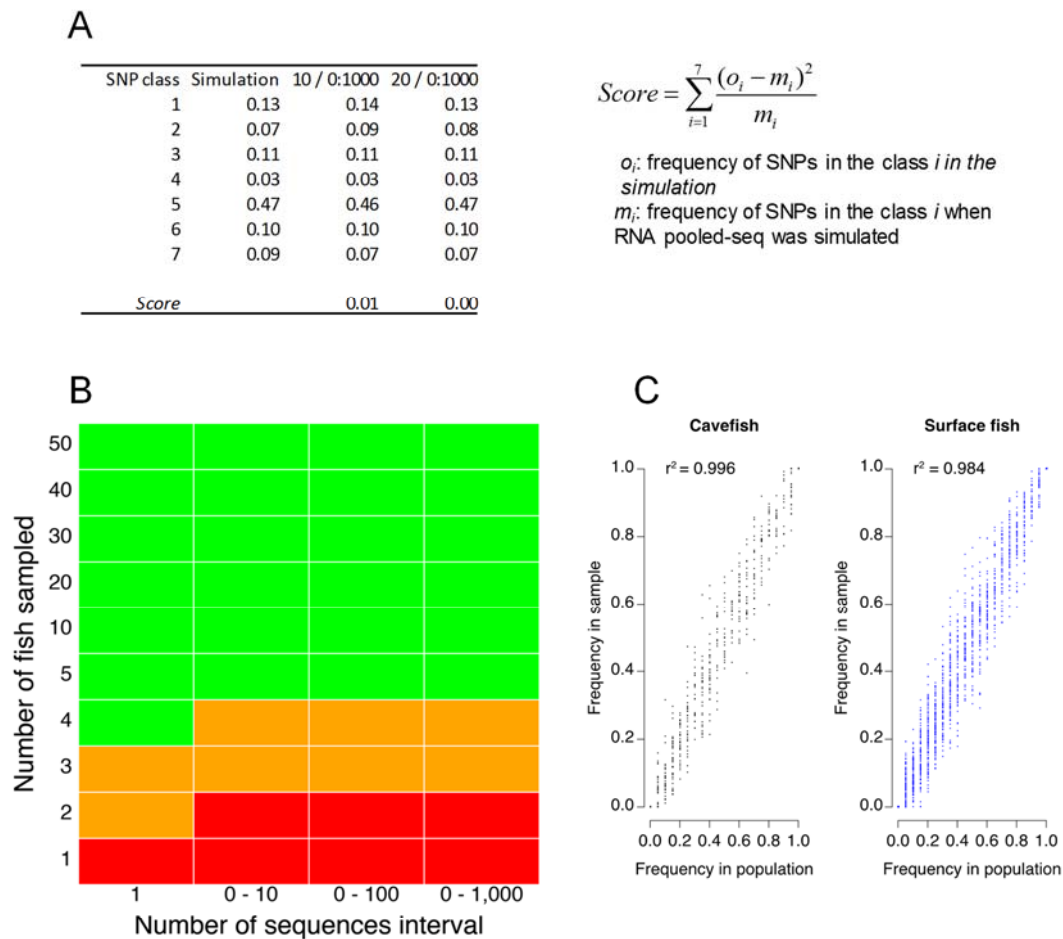 A
SNP class Simulation 10 / 0:1000 20 / 0:1000
1 0.13 0.14 0.13
2 0.07 0.09 0.08
3 0.11 0.11 0.11
4 0.03 0.03 0.03
5 0.47 0.46 0.47
6 0.10 0.10 0.10
7 0.09 0.07 0.07
Score 0.01 0.00
Score = \sum_{i=1}^{7} \frac{(o_i - m_i)^2}{m_i}
o_i: frequency of SNPs in the class i in the
simulation
m_i: frequency of SNPs in the class i when
RNA pooled-seq was simulated
B
Number of fish sampled
50
40
30
20
10
5
4
3
2
1
1 0 - 10 0 - 100 0 - 1,000
Number of sequences interval
C
Cavefish
r² = 0.996
Frequency in sample
1.0
0.8
0.6
0.4
0.2
0.0
0.0 0.2 0.4 0.6 0.8 1.0
Frequency in population
Surface fish
r² = 0.984
Frequency in sample
1.0
0.8
0.6
0.4
0.2
0.0
0.0 0.2 0.4 0.6 0.8 1.0
Frequency in population